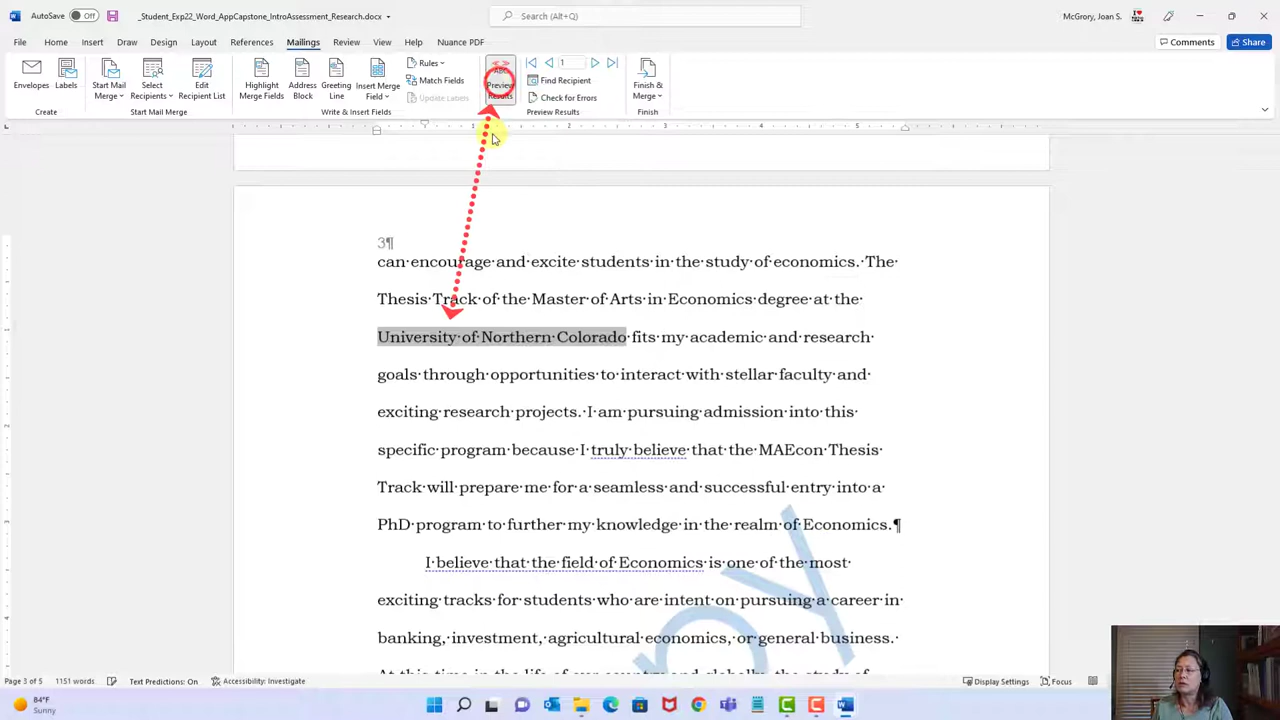 AutoSave Off _Student_Exp22_Word_AppCapstone_IntroAssessment_Research.docx Search (Alt+Q) McGrory, Joan S.
File Home Insert Draw Design Layout References Mailings Review View Help Nuance PDF Comments Share
Envelopes Labels Start Mail Merge Select Recipients Edit Recipient List Highlight Merge Fields Address Block Greeting Line Insert Merge Field Rules Match Fields Update Labels ABC Preview Results 1 Find Recipient Check for Errors Finish & Merge
Create Start Mail Merge Write & Insert Fields Preview Results Finish
1 2 3 4 5
3¶
can·encourage·and·excite·students·in·the·study·of·economics.·The·
Thesis·Track·of·the·Master·of·Arts·in·Economics·degree·at·the·
University·of·Northern·Colorado·fits·my·academic·and·research·
goals·through·opportunities·to·interact·with·stellar·faculty·and·
exciting·research·projects.·I·am·pursuing·admission·into·this·
specific·program·because·I·truly·believe·that·the·MAEcon·Thesis·
Track·will·prepare·me·for·a·seamless·and·successful·entry·into·a·
PhD·program·to·further·my·knowledge·in·the·realm·of·Economics.¶
I·believe·that·the·field·of·Economics·is·one·of·the·most·
exciting·tracks·for·students·who·are·intent·on·pursuing·a·career·in·
banking,·investment,·agricultural·economics,·or·general·business.·
At·this·time·in·the·life·of·our·country·and·globally,·the·study·of·
Page 3 of 5 1151 words Text Predictions: On Accessibility: Investigate Display Settings Focus
84°F
Sunny